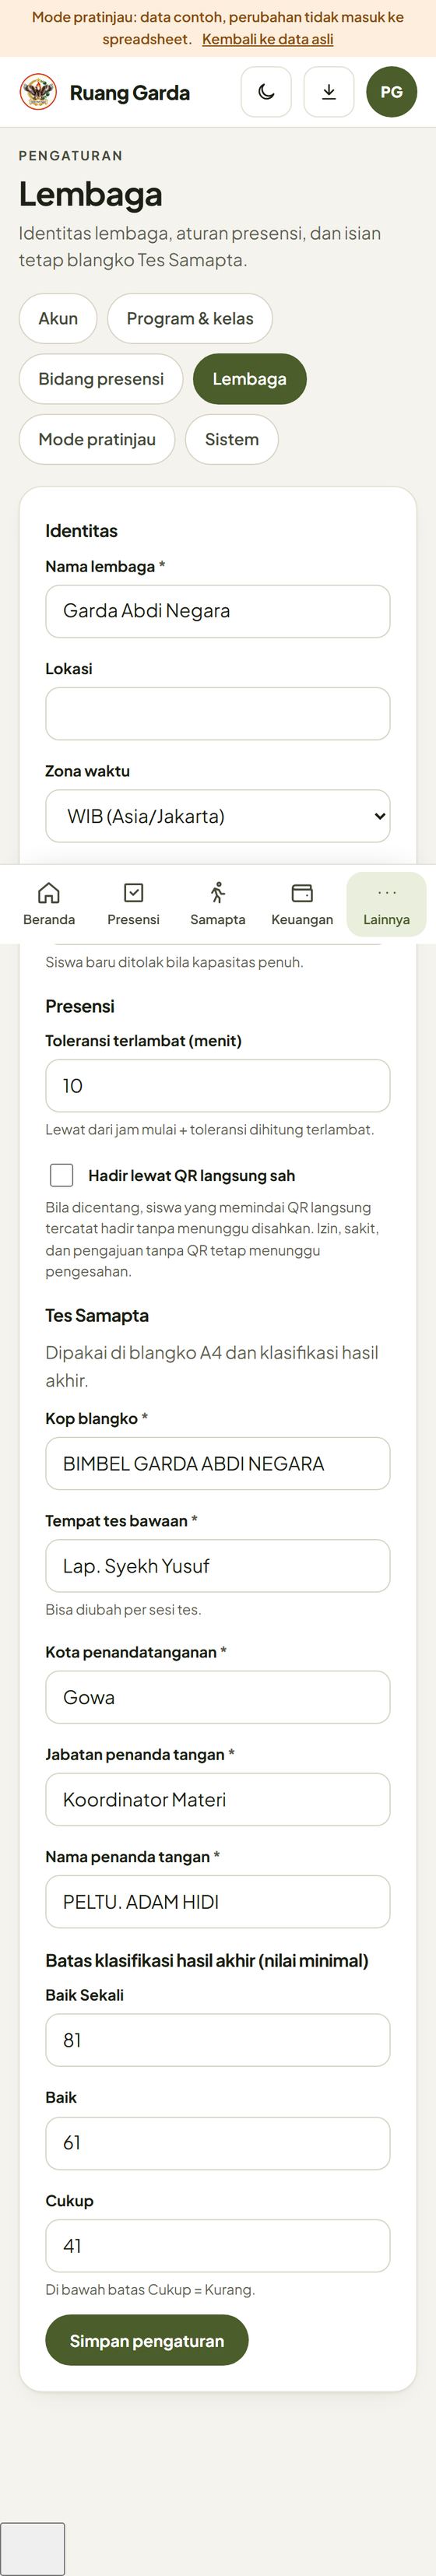 Mode pratinjau: data contoh, perubahan tidak masuk ke
spreadsheet. Kembali ke data asli
Ruang Garda
PG
PENGATURAN
Lembaga
Identitas lembaga, aturan presensi, dan isian
tetap blangko Tes Samapta.
Akun
Program & kelas
Bidang presensi
Lembaga
Mode pratinjau
Sistem
Identitas
Nama lembaga *
Garda Abdi Negara
Lokasi
Zona waktu
WIB (Asia/Jakarta)
Beranda
Presensi
Samapta
Keuangan
Lainnya
Siswa baru ditolak bila kapasitas penuh.
Presensi
Toleransi terlambat (menit)
10
Lewat dari jam mulai + toleransi dihitung terlambat.
Hadir lewat QR langsung sah
Bila dicentang, siswa yang memindai QR langsung
tercatat hadir tanpa menunggu disahkan. Izin, sakit,
dan pengajuan tanpa QR tetap menunggu
pengesahan.
Tes Samapta
Dipakai di blangko A4 dan klasifikasi hasil
akhir.
Kop blangko *
BIMBEL GARDA ABDI NEGARA
Tempat tes bawaan *
Lap. Syekh Yusuf
Bisa diubah per sesi tes.
Kota penandatanganan *
Gowa
Jabatan penanda tangan *
Koordinator Materi
Nama penanda tangan *
PELTU. ADAM HIDI
Batas klasifikasi hasil akhir (nilai minimal)
Baik Sekali
81
Baik
61
Cukup
41
Di bawah batas Cukup = Kurang.
Simpan pengaturan